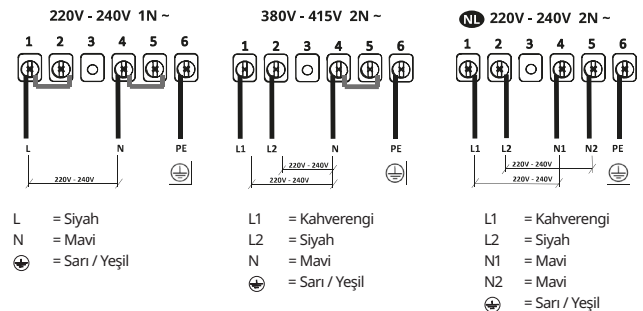 220V - 240V 1N ~
1 2 3 4 5 6
L N PE
220V - 240V
L = Siyah
N = Mavi
= Sarı / Yeşil
380V - 415V 2N ~
1 2 3 4 5 6
L1 L2 N PE
220V - 240V
220V - 240V
L1 = Kahverengi
L2 = Siyah
N = Mavi
= Sarı / Yeşil
NL 220V - 240V 2N ~
1 2 3 4 5 6
L1 L2 N1 N2 PE
220V - 240V
220V - 240V
L1 = Kahverengi
L2 = Siyah
N1 = Mavi
N2 = Mavi
= Sarı / Yeşil